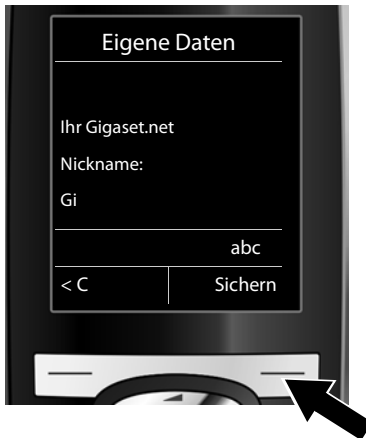 Eigene Daten
Ihr Gigaset.net
Nickname:
Gi
abc
< C Sichern